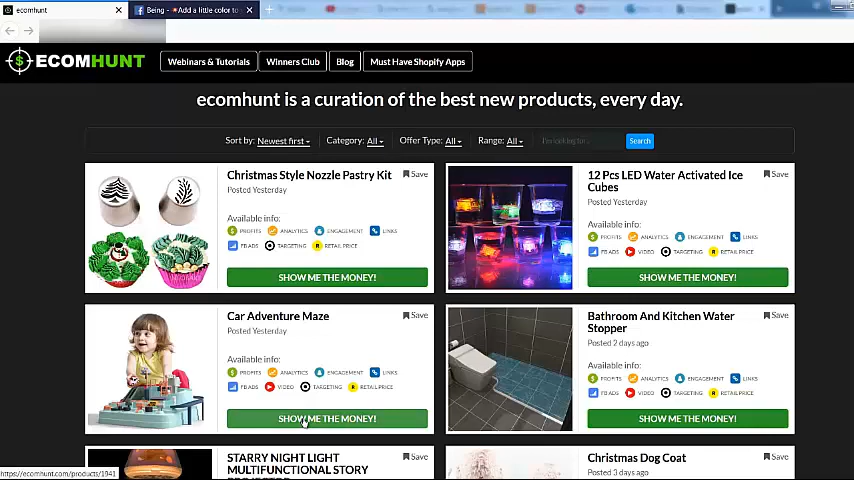 ecomhunt
Being - Add a little color to
ECOMHUNT
Webinars & Tutorials
Winners Club
Blog
Must Have Shopify Apps
ecomhunt is a curation of the best new products, every day.
Sort by: Newest first
Category: All
Offer Type: All
Range: All
I'm looking for...
Search
Christmas Style Nozzle Pastry Kit
Save
Posted Yesterday
Available info:
PROFITS ANALYTICS ENGAGEMENT LINKS
FB ADS TARGETING RETAIL PRICE
SHOW ME THE MONEY!
12 Pcs LED Water Activated Ice
Cubes
Save
Posted Yesterday
Available info:
PROFITS ANALYTICS ENGAGEMENT LINKS
FB ADS VIDEO TARGETING RETAIL PRICE
SHOW ME THE MONEY!
Car Adventure Maze
Save
Posted Yesterday
Available info:
PROFITS ANALYTICS ENGAGEMENT LINKS
FB ADS VIDEO TARGETING RETAIL PRICE
SHOW ME THE MONEY!
Bathroom And Kitchen Water
Stopper
Save
Posted 2 days ago
Available info:
PROFITS ANALYTICS ENGAGEMENT LINKS
FB ADS VIDEO TARGETING RETAIL PRICE
SHOW ME THE MONEY!
STARRY NIGHT LIGHT
MULTIFUNCTIONAL STORY
Save
Christmas Dog Coat
Save
Posted 3 days ago
https://ecomhunt.com/products/1941